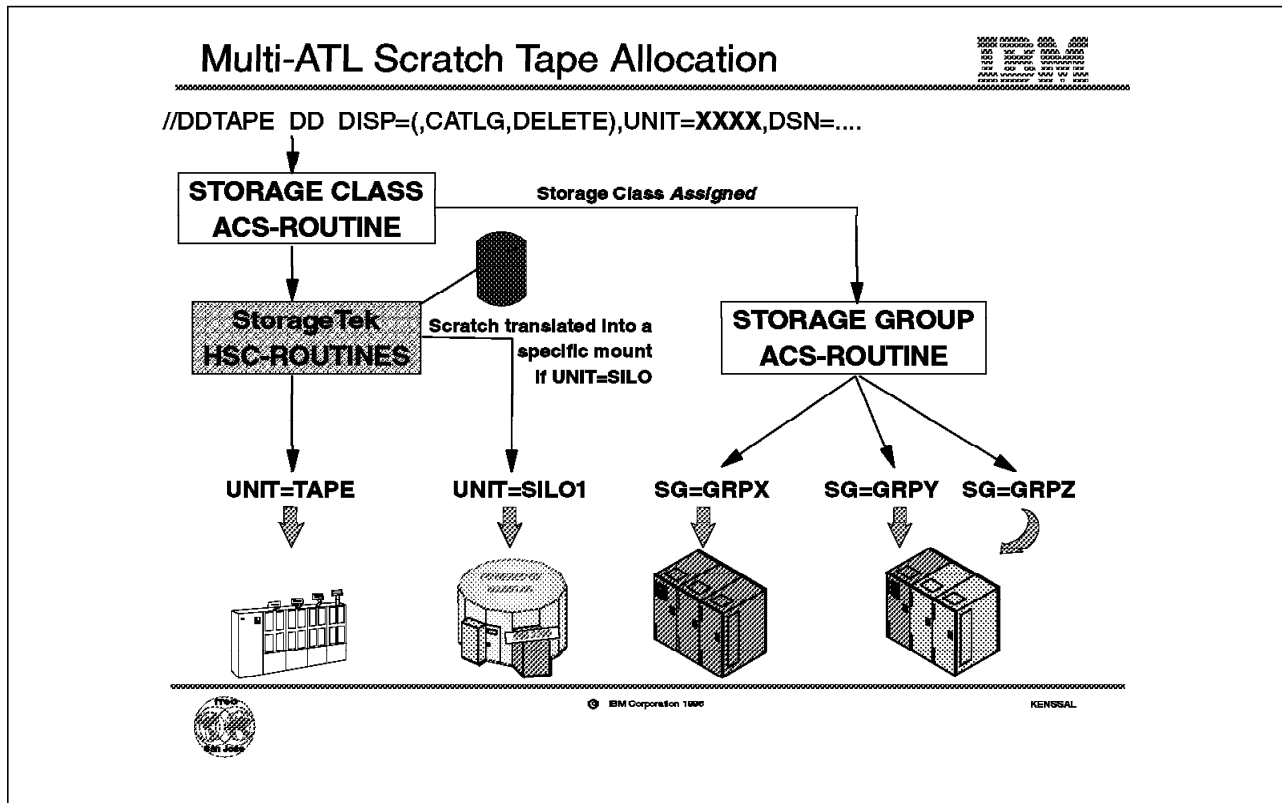 Multi-ATL Scratch Tape Allocation
IBM
//DDTAPE DD DISP=(,CATLG,DELETE),UNIT=XXXX,DSN=....
STORAGE CLASS
ACS-ROUTINE
Storage Class Assigned
StorageTek
HSC-ROUTINES
Scratch translated into a
specific mount
if UNIT=SILO
STORAGE GROUP
ACS-ROUTINE
UNIT=TAPE
UNIT=SILO1
SG=GRPX
SG=GRPY
SG=GRPZ
© IBM Corporation 1996
KENSSAL
ITSO
San Jose